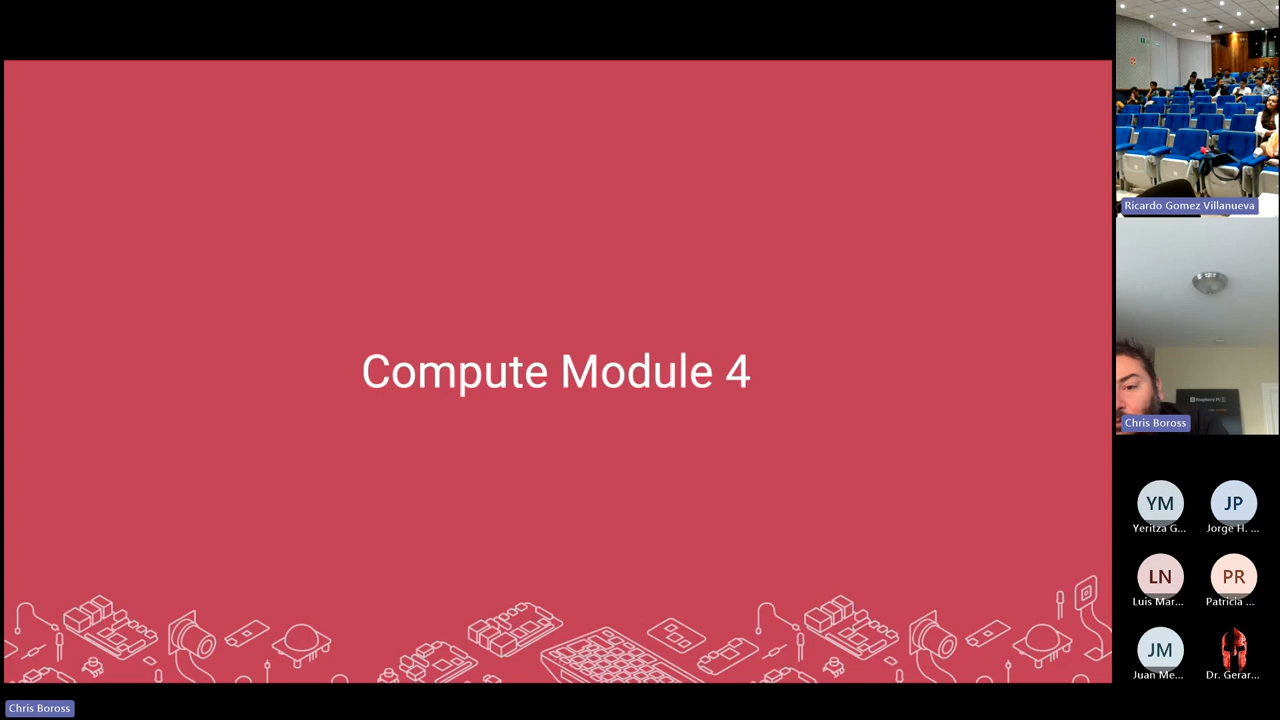 Compute Module 4
Ricardo Gomez Villanueva
Chris Boross
YM
Yeritza G...
JP
Jorge H. ...
LN
Luis Mar...
PR
Patricia ...
JM
Juan Me...
Dr. Gerar...
Chris Boross